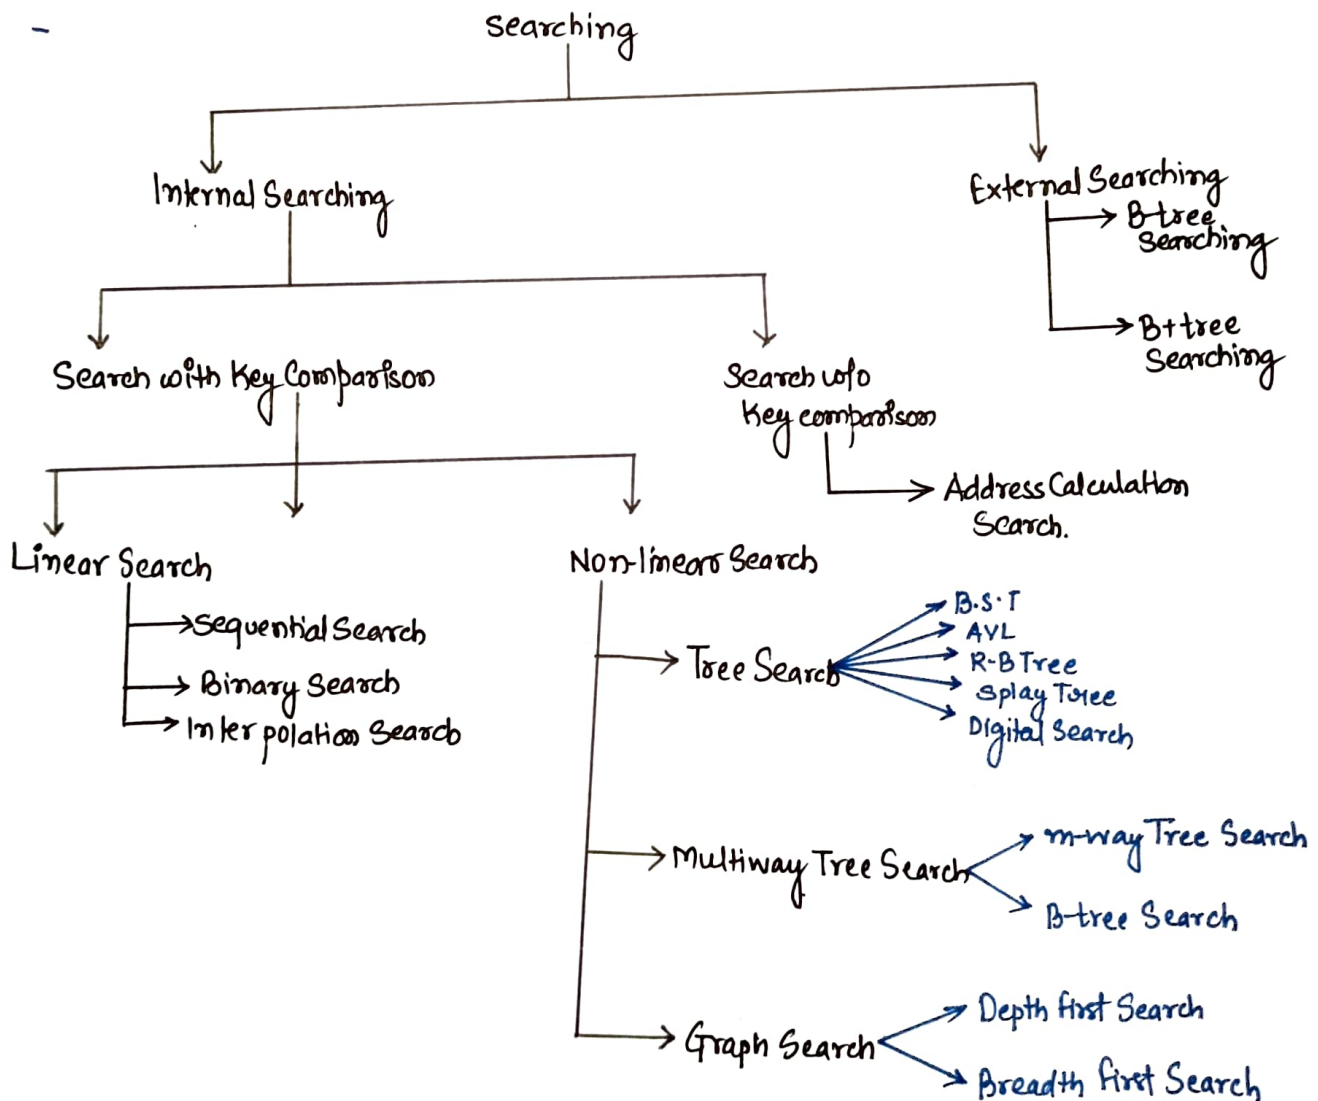 Searching
Internal Searching
External Searching
B-tree
Searching
B+tree
Searching
Search with Key Comparison
Search w/o
Key comparison
Address Calculation
Search.
Linear Search
Sequential Search
Binary Search
Interpolation Search
Non-linear Search
Tree Search
B.S.T
AVL
R-B Tree
Splay Tree
Digital Search
Multiway Tree Search
m-way Tree Search
B-tree Search
Graph Search
Depth first Search
Breadth first Search